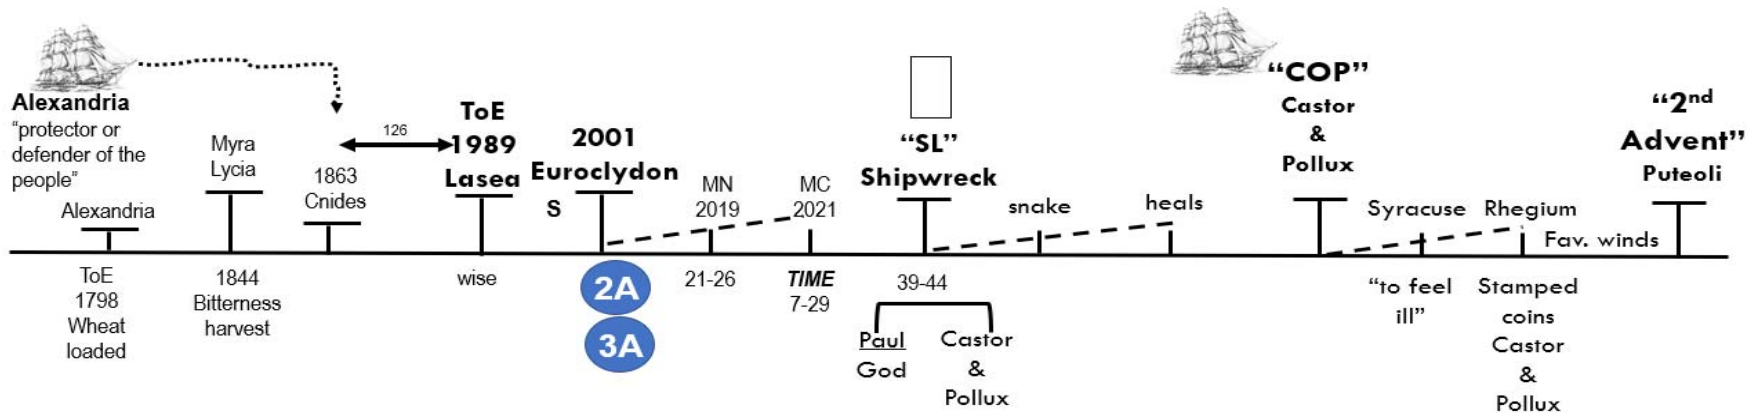 Alexandria
“protector or
defender of the
people”
Alexandria
ToE
1798
Wheat
loaded
Myra
Lycia
1844
Bitterness
harvest
1863
Cnides
126
ToE
1989
Lasea
wise
2001
Euroclydon
S
2A
3A
MN
2019
21-26
MC
2021
TIME
7-29
“SL”
Shipwreck
39-44
Paul
God
Castor
&
Pollux
snake
heals
“COP”
Castor
&
Pollux
Syracuse
“to feel
ill”
Rhegium
Stamped
coins
Castor
&
Pollux
Fav. winds
“2nd
Advent”
Puteoli